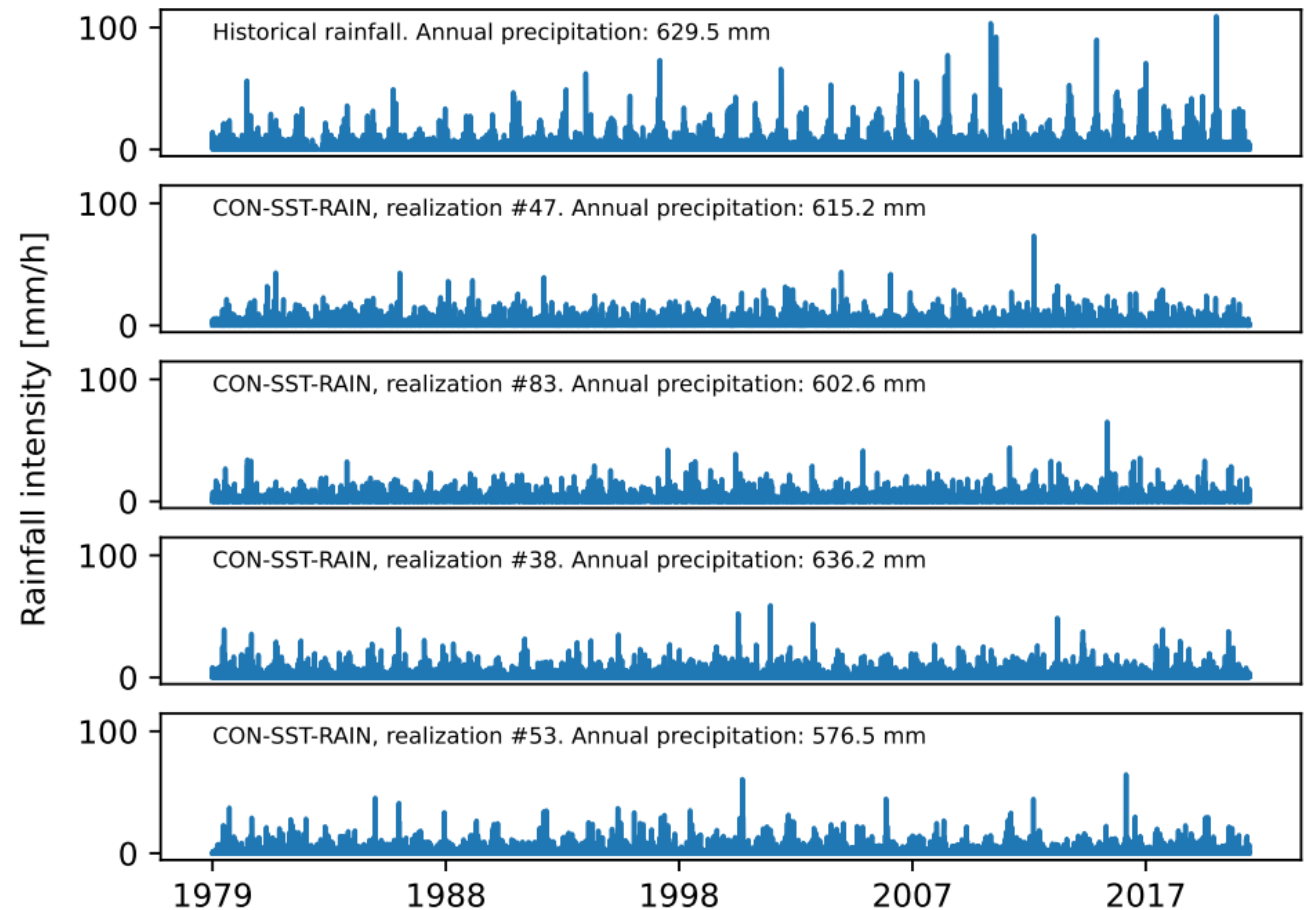 Rainfall intensity [mm/h]
100
Historical rainfall. Annual precipitation: 629.5 mm
0
100
CON-SST-RAIN, realization #47. Annual precipitation: 615.2 mm
0
100
CON-SST-RAIN, realization #83. Annual precipitation: 602.6 mm
0
100
CON-SST-RAIN, realization #38. Annual precipitation: 636.2 mm
0
100
CON-SST-RAIN, realization #53. Annual precipitation: 576.5 mm
0
1979 1988 1998 2007 2017